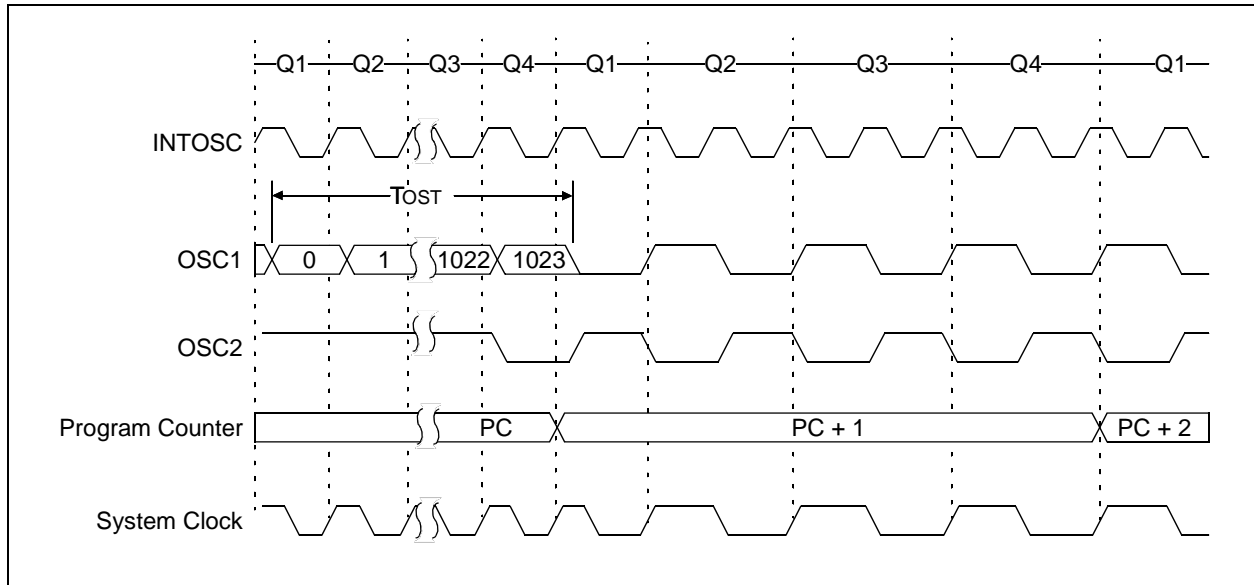 Q1 Q2 Q3 Q4 Q1 Q2 Q3 Q4 Q1
INTOSC
TOST
OSC1 0 1 1022 1023
OSC2
Program Counter PC PC + 1 PC + 2
System Clock